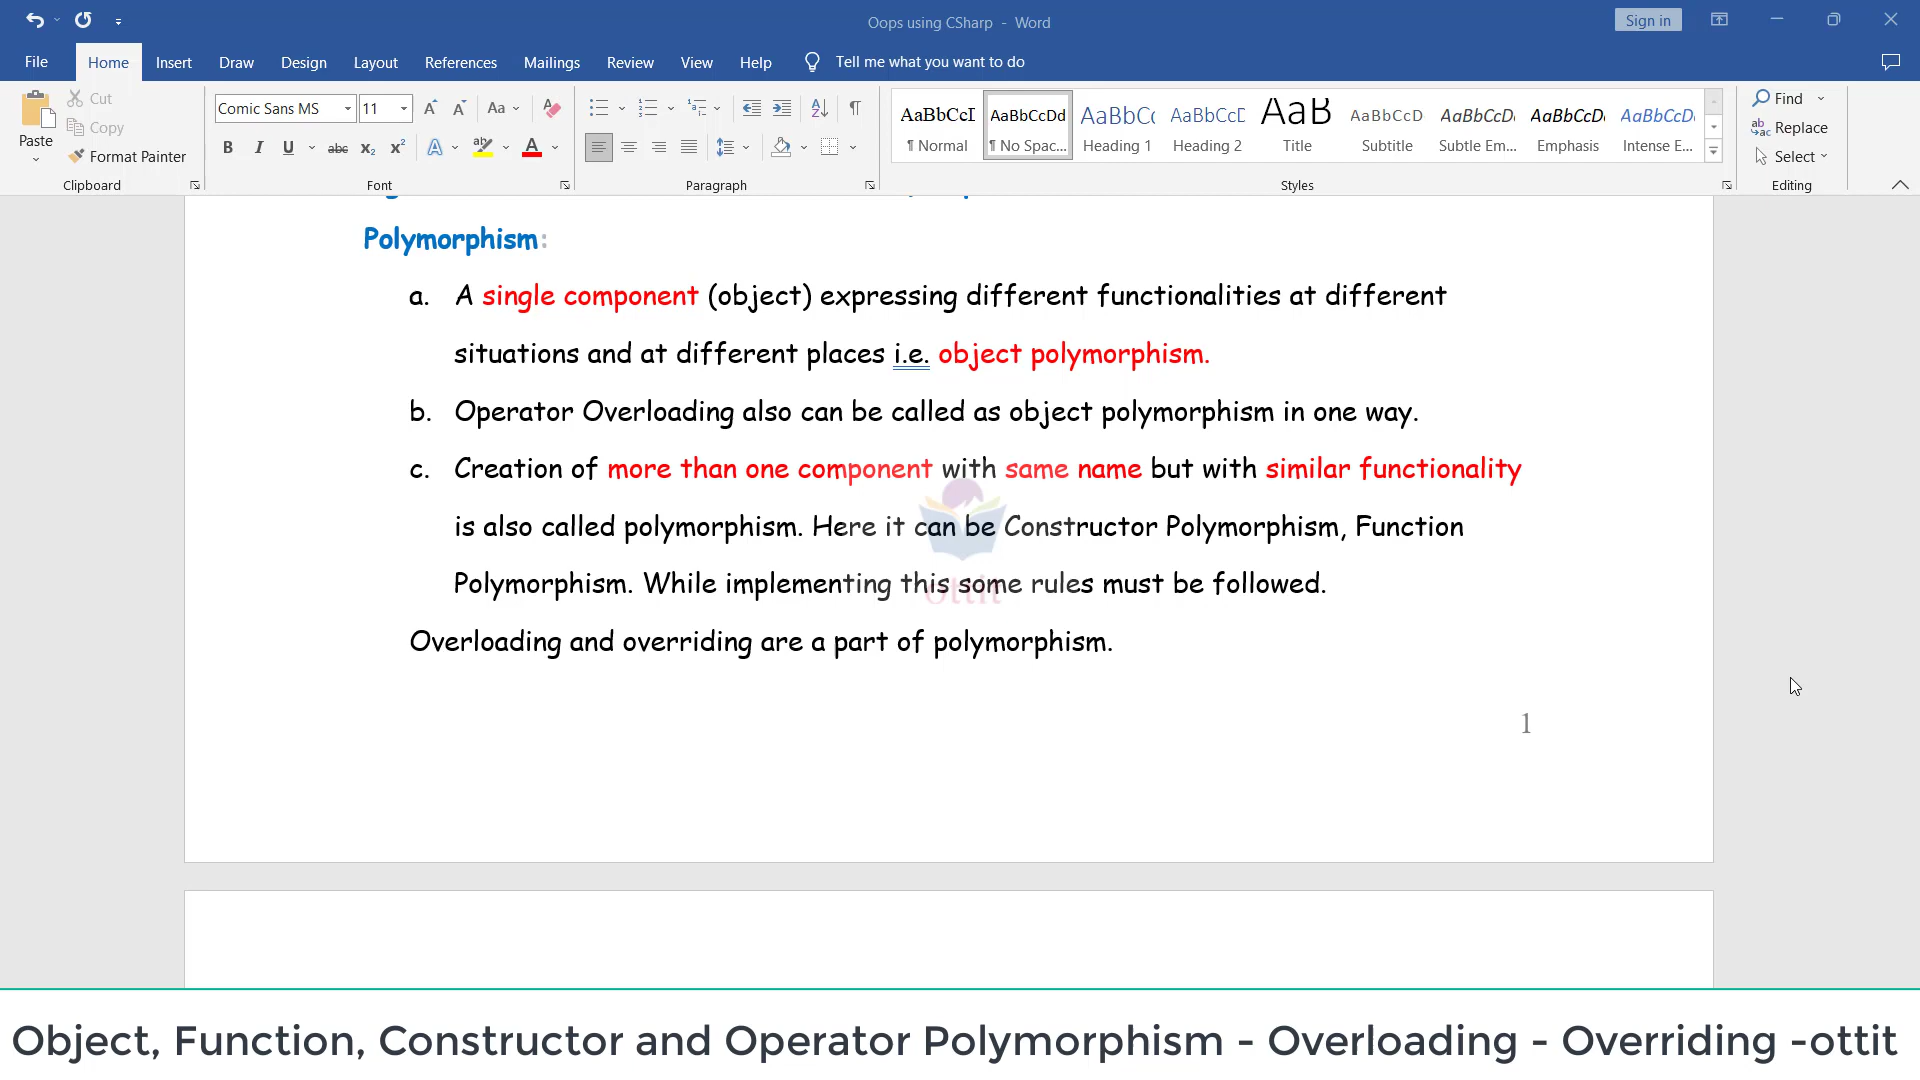 Oops using CSharp - Word
Sign in
File Home Insert Draw Design Layout References Mailings Review View Help Tell me what you want to do
Paste
Cut
Copy
Format Painter
Clipboard
Comic Sans MS 11
Font
Paragraph
AaBbCcI AaBbCcDd AaBbCc AaBbCcD AaB AaBbCcD AaBbCcDd AaBbCcDd AaBbCcDd
¶ Normal ¶ No Spac... Heading 1 Heading 2 Title Subtitle Subtle Em... Emphasis Intense E...
Styles
Find
Replace
Select
Editing
Polymorphism:
a. A single component (object) expressing different functionalities at different
situations and at different places i.e. object polymorphism.
b. Operator Overloading also can be called as object polymorphism in one way.
c. Creation of more than one component with same name but with similar functionality
is also called polymorphism. Here it can be Constructor Polymorphism, Function
Polymorphism. While implementing this some rules must be followed.
ottit
Overloading and overriding are a part of polymorphism.
1
Object, Function, Constructor and Operator Polymorphism - Overloading - Overriding -ottit